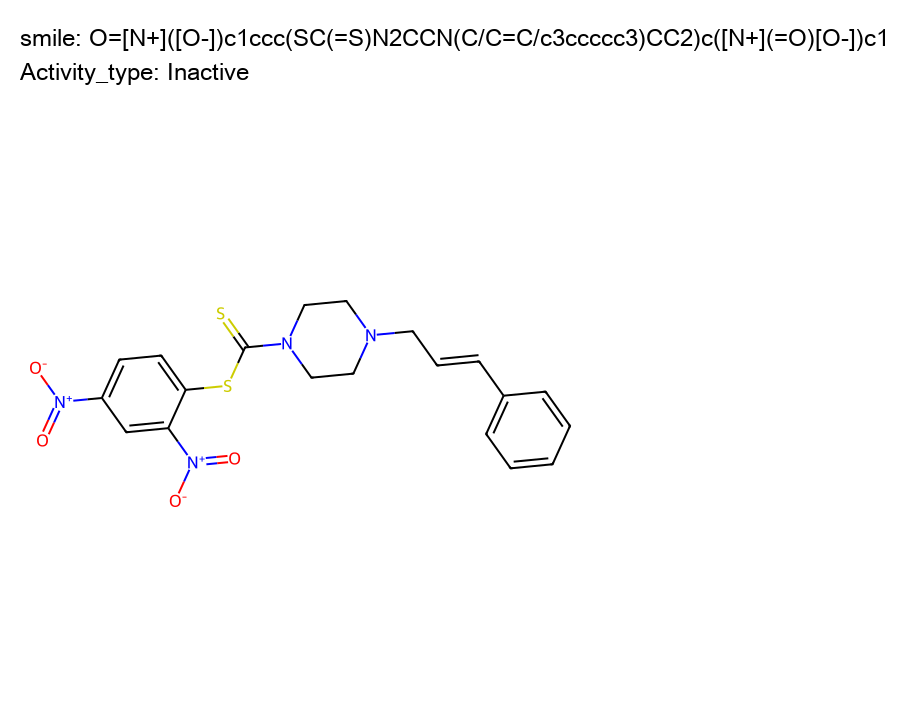 smile: O=[N+]([O-])c1ccc(SC(=S)N2CCN(C/C=C/c3ccccc3)CC2)c([N+](=O)[O-])c1
Activity_type: Inactive
S
N
N
O⁻
N⁺
S
O
N⁺
O
O⁻